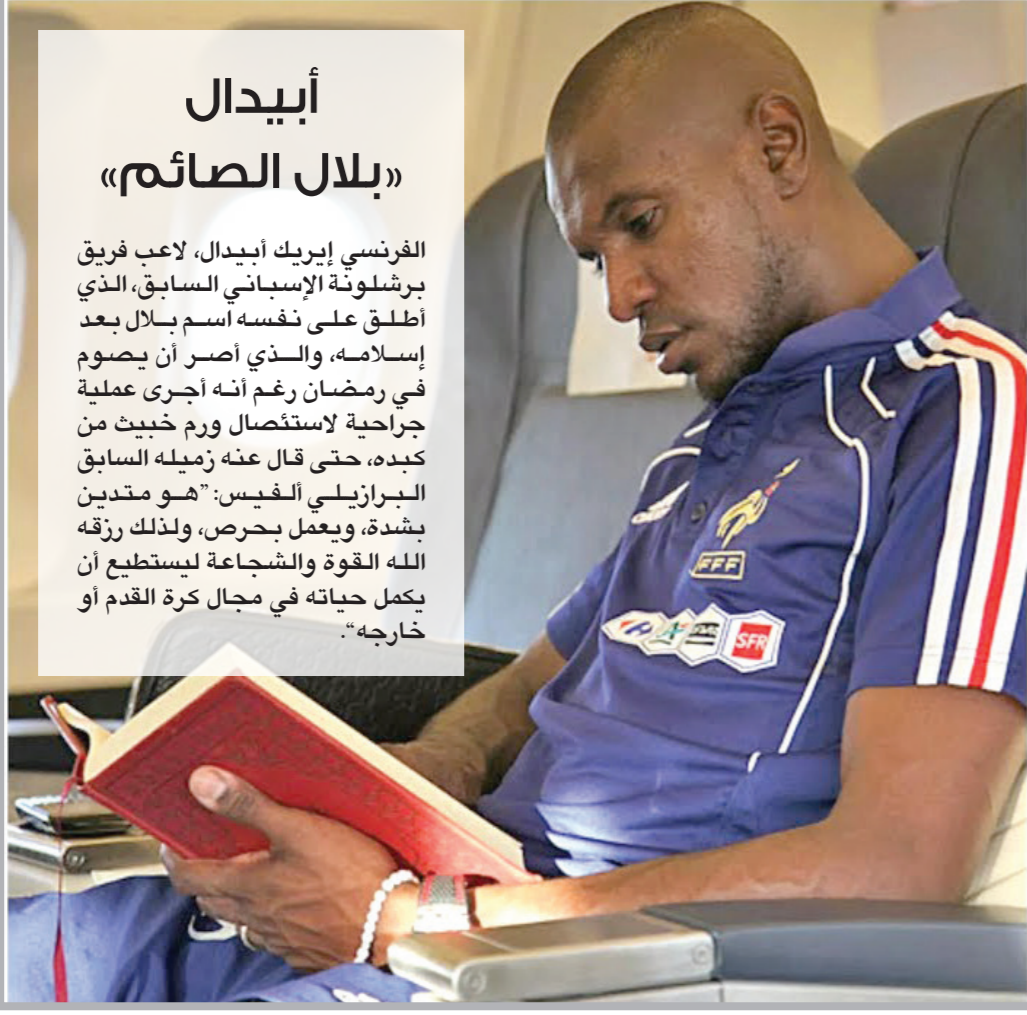 أبيدال
«بلال الصائم»
الفرنسي إيريك أبيدال، لاعب فريق
برشلونة الإسباني السابق، الذي
أطلق على نفسه اسم بلال بعد
إسلامه، والذي أصر أن يصوم
في رمضان رغم أنه أجرى عملية
جراحية لاستئصال ورم خبيث من
كبده، حتى قال عنه زميله السابق
البرازيلي ألفيس: ”هو متدين
بشدة، ويعمل بحرص، ولذلك رزقه
الله القوة والشجاعة ليستطيع أن
يكمل حياته في مجال كرة القدم أو
خارجه“.
FFF
SFR